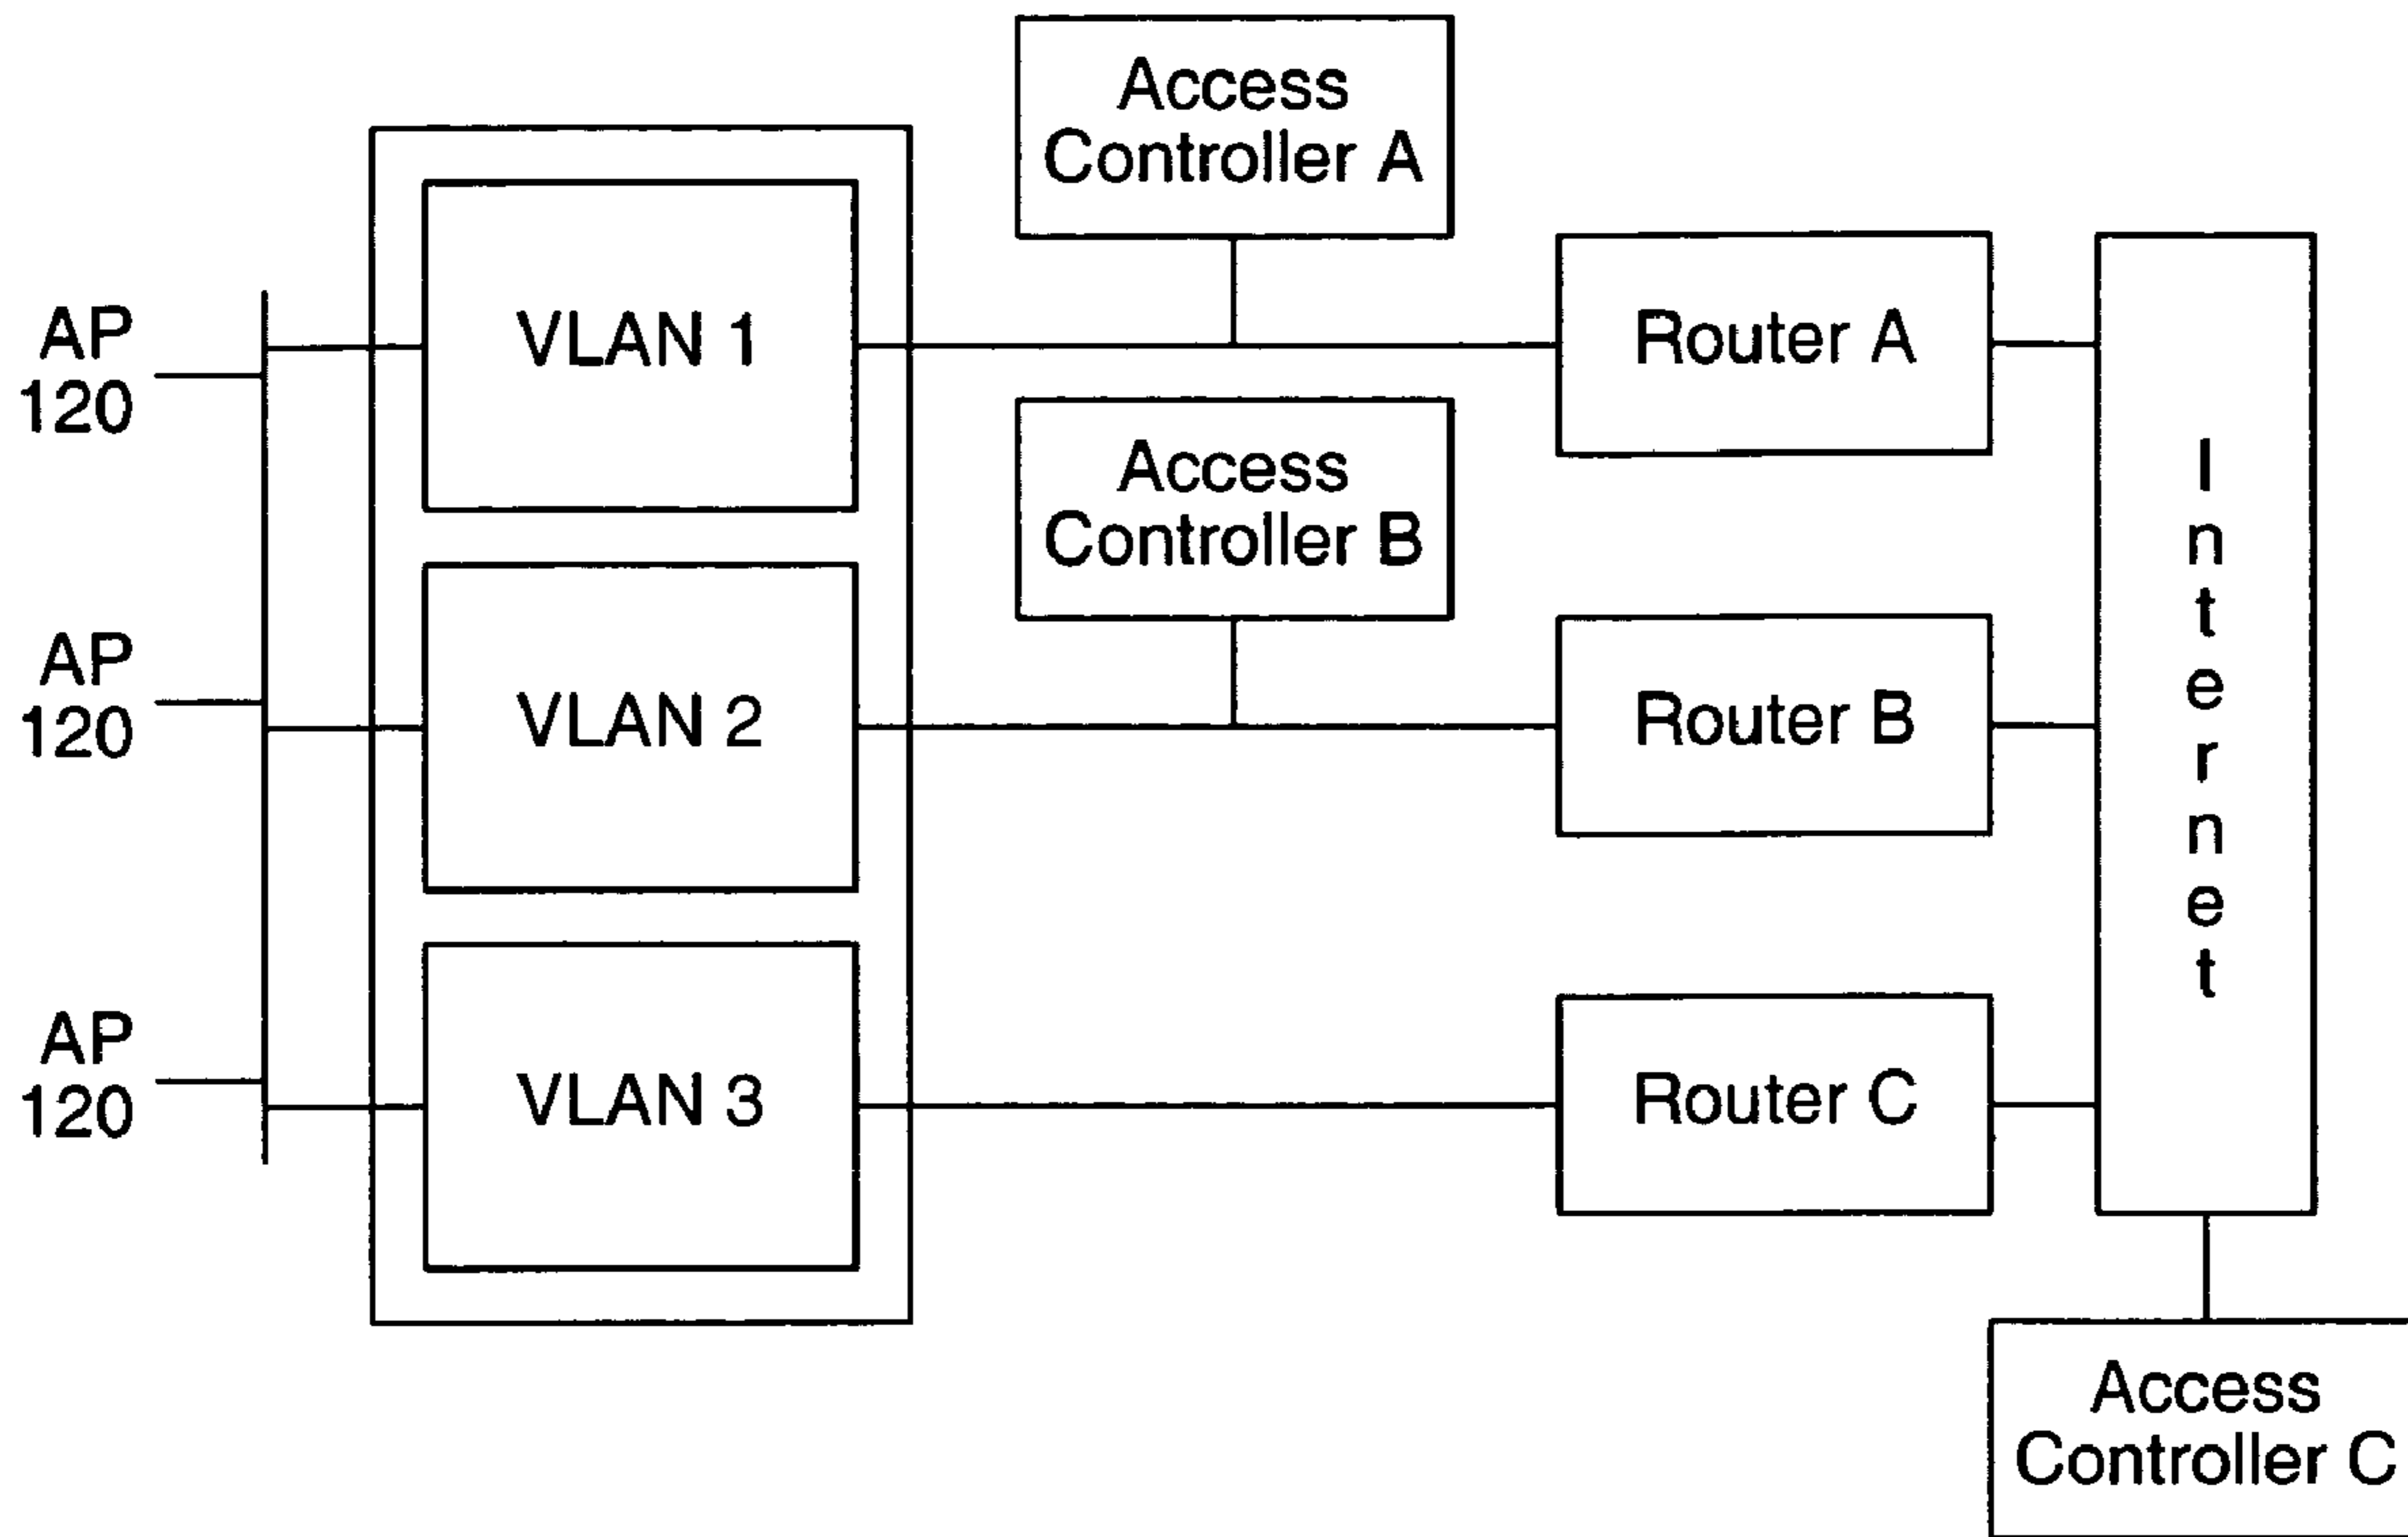 Access
Controller A
AP
120
VLAN 1
Router A
Access
Controller B
AP
120
VLAN 2
Router B
Internet
AP
120
VLAN 3
Router C
Access
Controller C